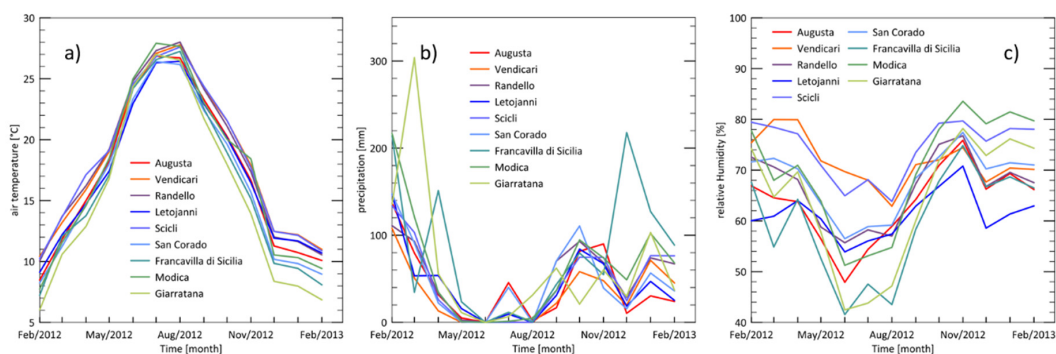 a)
air temperature [°C]
30
25
20
15
10
5
Augusta
Vendicari
Randello
Letojanni
Scicli
San Corado
Francavilla di Sicilia
Modica
Giarratana
Feb/2012 May/2012 Aug/2012 Nov/2012 Feb/2013
Time [month]
b)
precipitation [mm]
300
200
100
0
Augusta
Vendicari
Randello
Letojanni
Scicli
San Corado
Francavilla di Sicilia
Modica
Giarratana
Feb/2012 May/2012 Aug/2012 Nov/2012 Feb/2013
Time [month]
c)
relative Humidity [%]
100
90
80
70
60
50
40
Augusta
Vendicari
Randello
Letojanni
Scicli
San Corado
Francavilla di Sicilia
Modica
Giarratana
Feb/2012 May/2012 Aug/2012 Nov/2012 Feb/2013
Time [month]